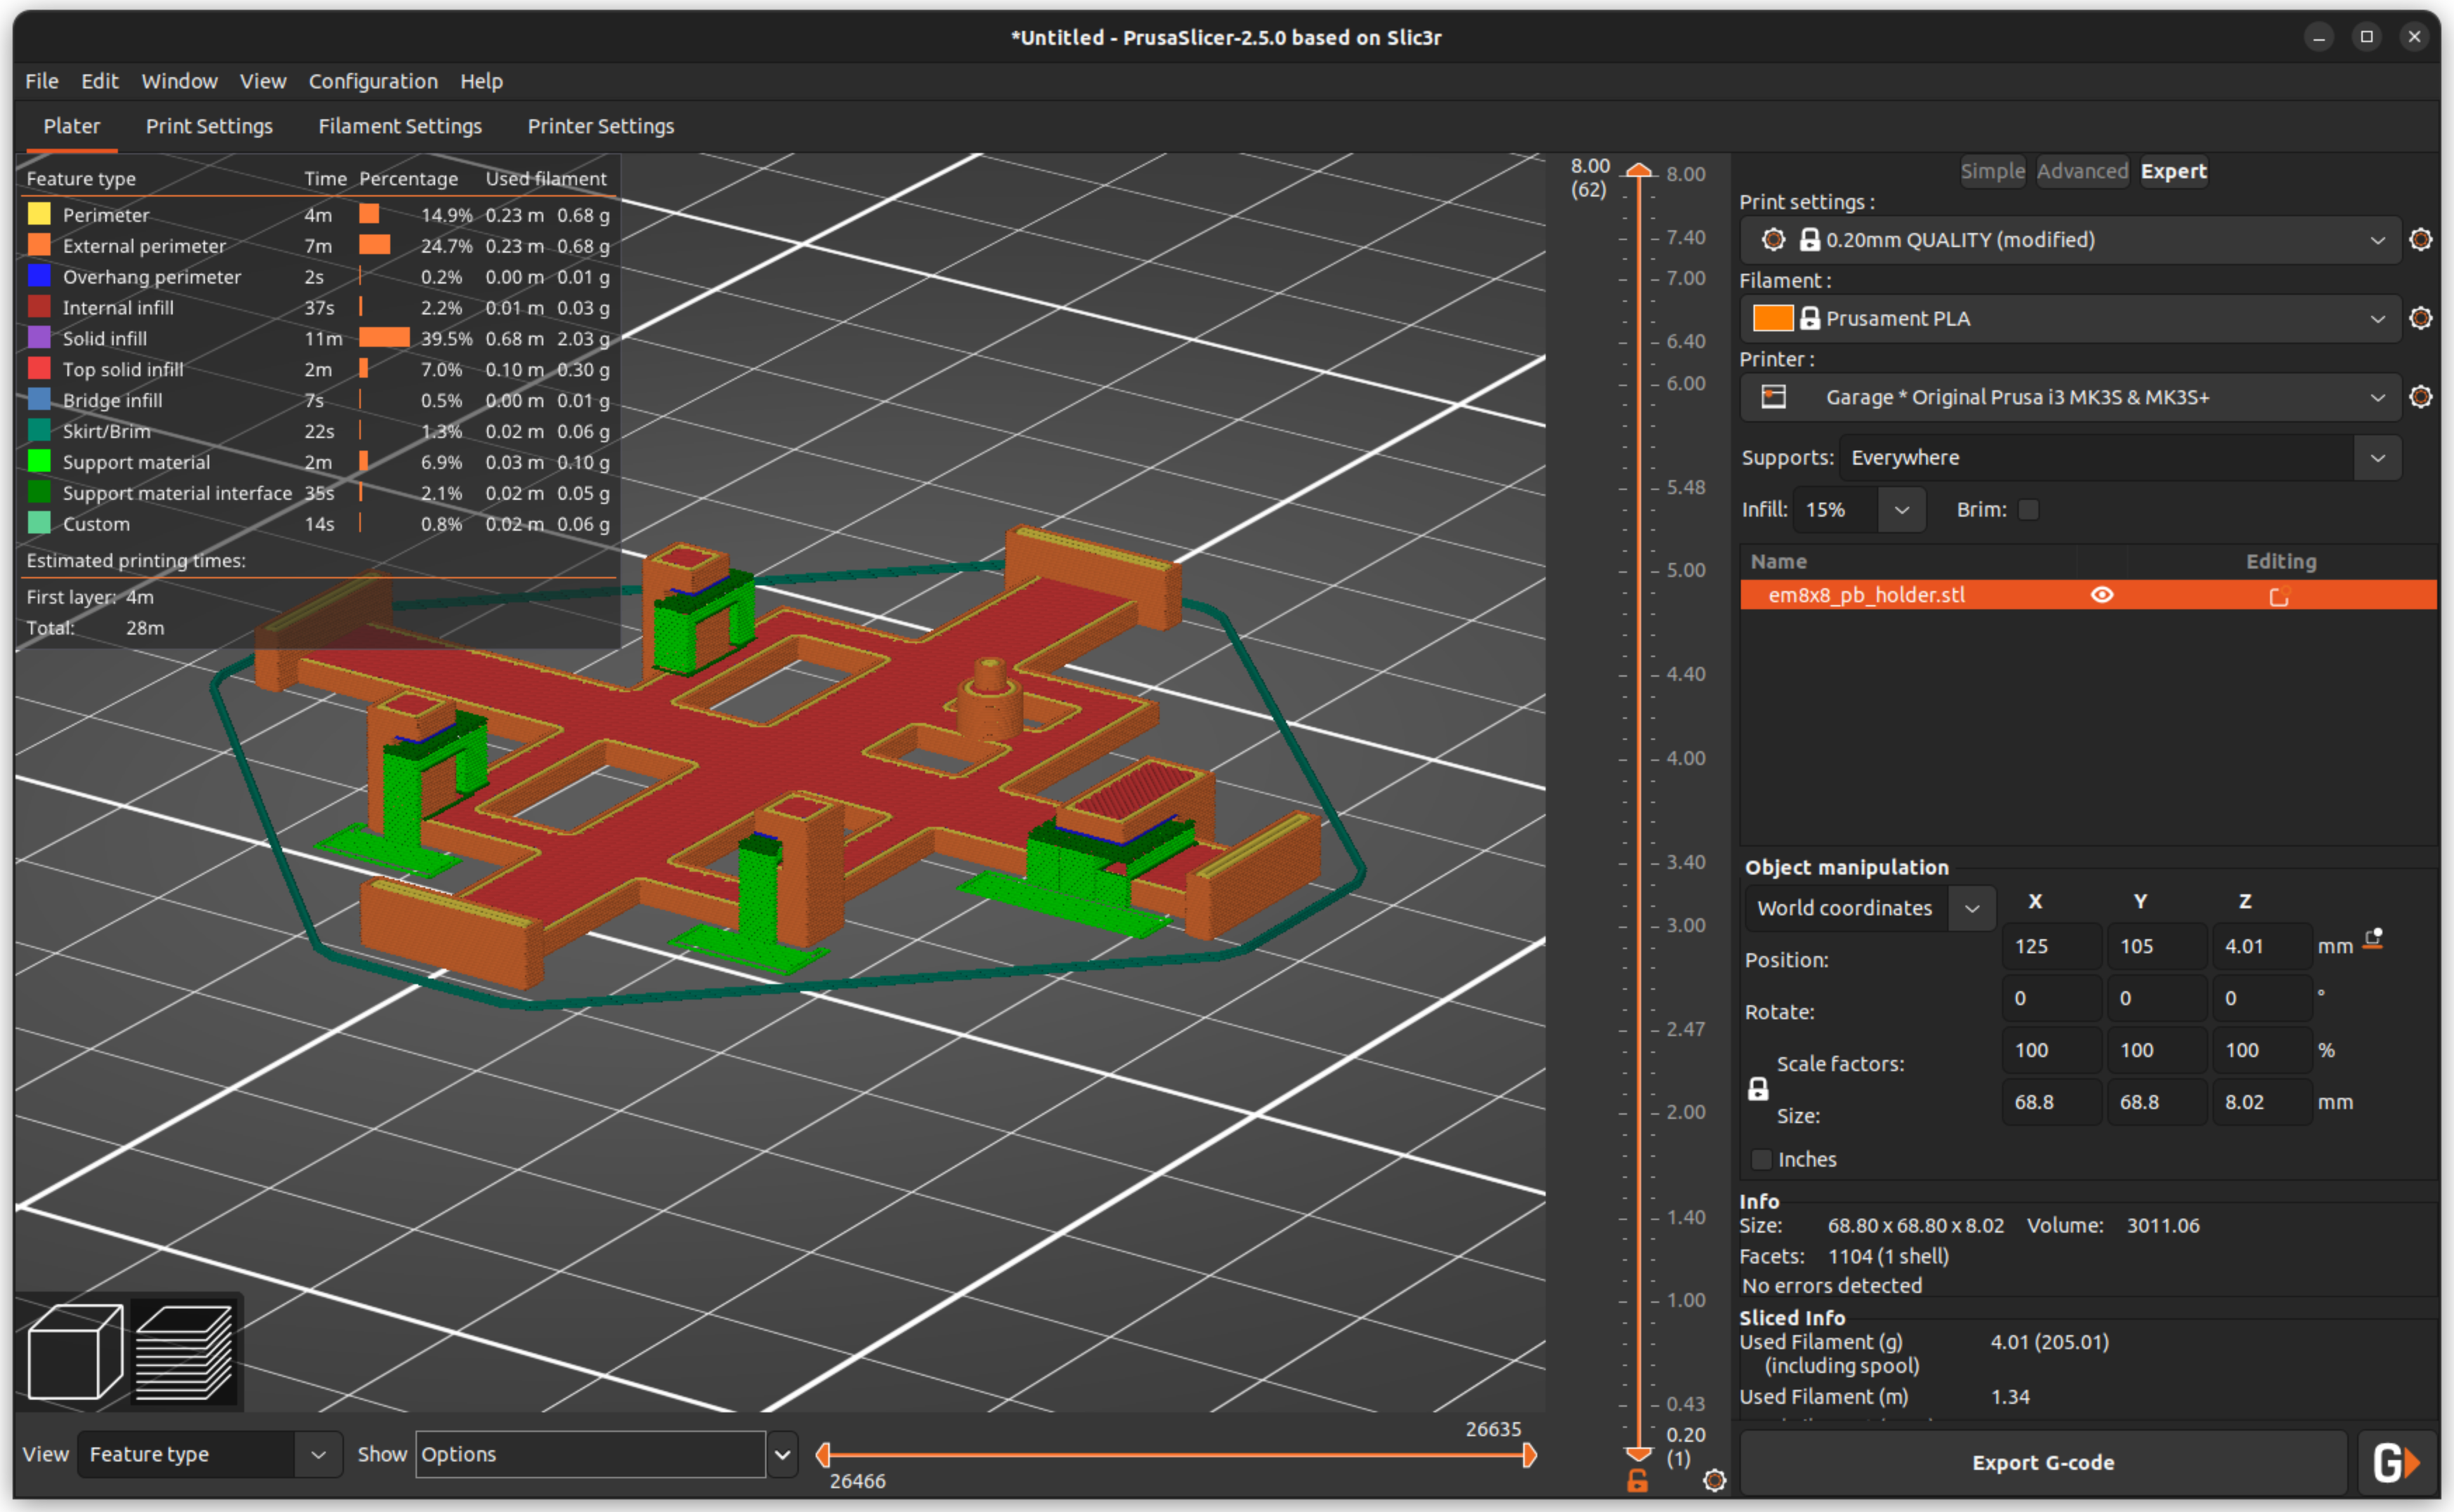 *Untitled - PrusaSlicer-2.5.0 based on Slic3r
File Edit Window View Configuration Help
Plater Print Settings Filament Settings Printer Settings
Feature type Time Percentage Used filament
Perimeter 4m 14.9% 0.23 m 0.68 g
External perimeter 7m 24.7% 0.23 m 0.68 g
Overhang perimeter 2s 0.2% 0.00 m 0.01 g
Internal infill 37s 2.2% 0.01 m 0.03 g
Solid infill 11m 39.5% 0.68 m 2.03 g
Top solid infill 2m 7.0% 0.10 m 0.30 g
Bridge infill 7s 0.5% 0.00 m 0.01 g
Skirt/Brim 22s 1.3% 0.02 m 0.06 g
Support material 2m 6.9% 0.03 m 0.10 g
Support material interface 35s 2.1% 0.02 m 0.05 g
Custom 14s 0.8% 0.02 m 0.06 g
Estimated printing times:
First layer: 4m
Total: 28m
8.00
(62)
8.00
7.40
7.00
6.40
6.00
5.48
5.00
4.40
4.00
3.40
3.00
2.47
2.00
1.40
1.00
0.43
0.20
(1)
Simple Advanced Expert
Print settings :
0.20mm QUALITY (modified)
Filament :
Prusament PLA
Printer :
Garage * Original Prusa i3 MK3S & MK3S+
Supports: Everywhere
Infill: 15% Brim:
Name Editing
em8x8_pb_holder.stl
Object manipulation
World coordinates X Y Z
Position: 125 105 4.01 mm
Rotate: 0 0 0 °
Scale factors: 100 100 100 %
Size: 68.8 68.8 8.02 mm
Inches
Info
Size: 68.80 x 68.80 x 8.02 Volume: 3011.06
Facets: 1104 (1 shell)
No errors detected
Sliced Info
Used Filament (g) 4.01 (205.01)
(including spool)
Used Filament (m) 1.34
View Feature type Show Options
26635
26466
Export G-code
G